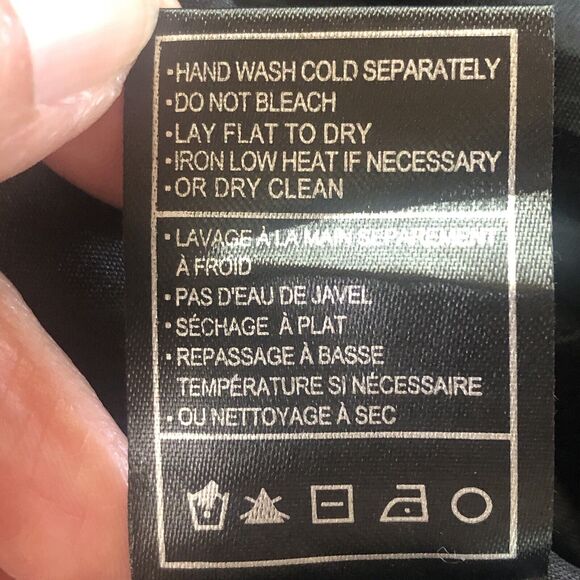 • HAND WASH COLD SEPARATELY
• DO NOT BLEACH
• LAY FLAT TO DRY
• IRON LOW HEAT IF NECESSARY
• OR DRY CLEAN
• LAVAGE À LA MAIN SEPAREMENT
À FROID
• PAS D'EAU DE JAVEL
• SÉCHAGE À PLAT
• REPASSAGE À BASSE
TEMPÉRATURE SI NÉCESSAIRE
• OU NETTOYAGE À SEC